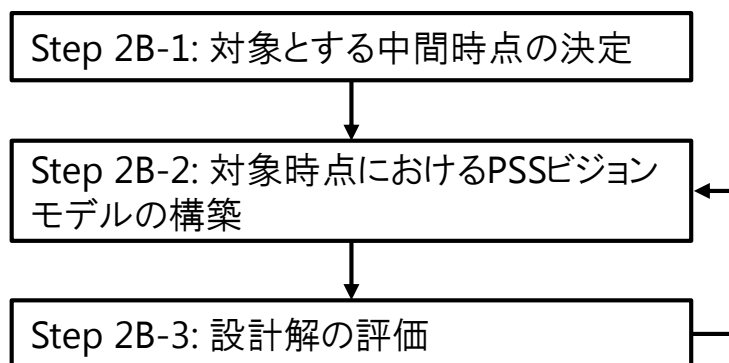 Step 2B-1: 対象とする中間時点の決定
Step 2B-2: 対象時点におけるPSSビジョン
モデルの構築
Step 2B-3: 設計解の評価